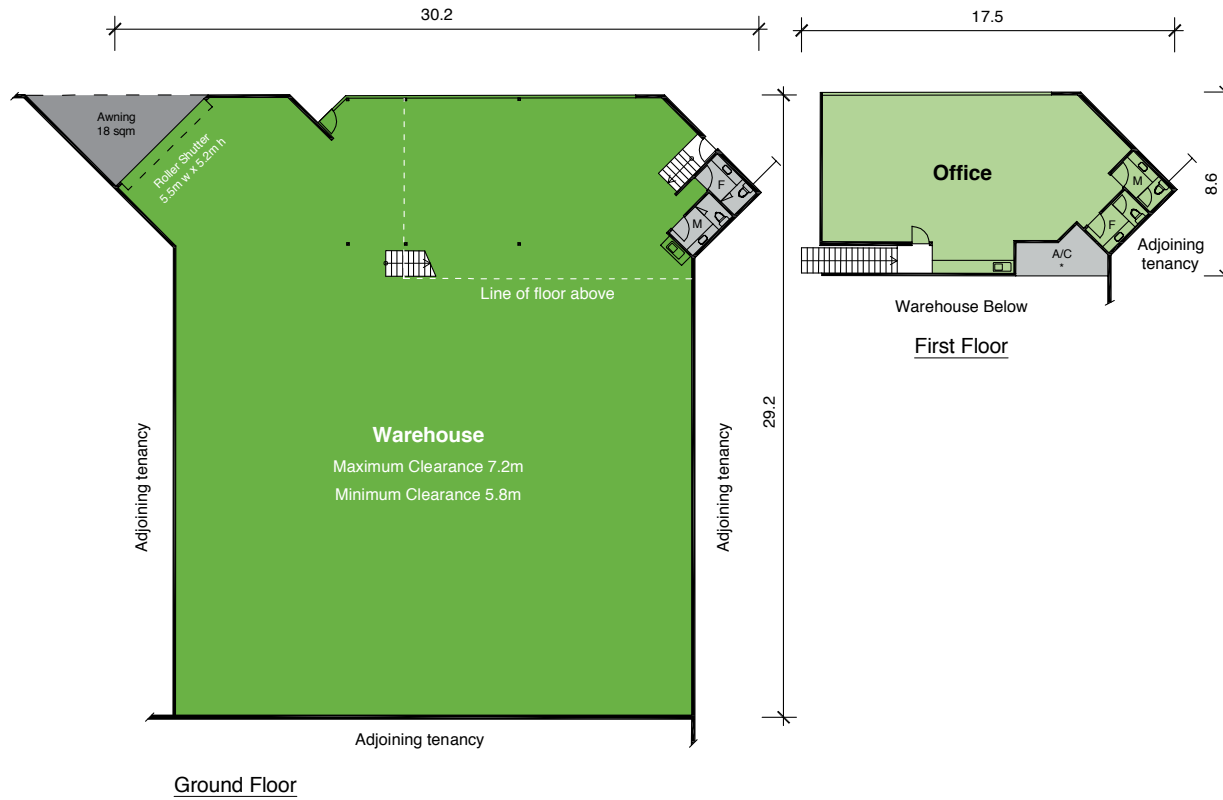 30.2
17.5
Awning
18 sqm
Roller Shutter
5.5m w x 5.2m h
F
M
Line of floor above
Warehouse
Maximum Clearance 7.2m
Minimum Clearance 5.8m
Adjoining tenancy
Adjoining tenancy
Adjoining tenancy
29.2
Ground Floor
Office
M
F
A/C
*
Adjoining
tenancy
8.6
Warehouse Below
First Floor